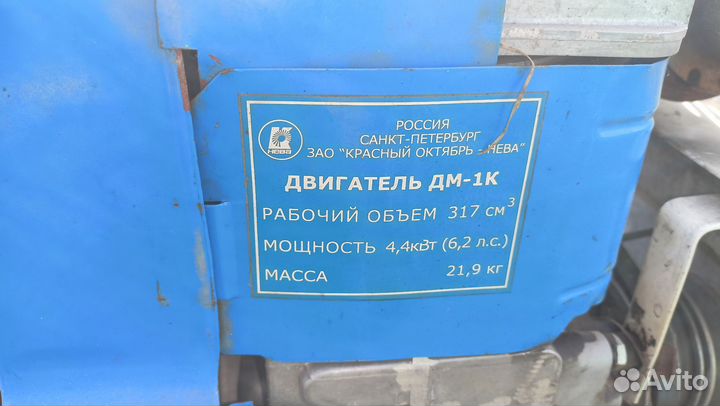 РОССИЯ
САНКТ-ПЕТЕРБУРГ
ЗАО “КРАСНЫЙ ОКТЯБРЬ - НЕВА”
НЕВА
ДВИГАТЕЛЬ ДМ-1К
РАБОЧИЙ ОБЪЕМ 317 см³
МОЩНОСТЬ 4,4кВт (6,2 л.с.)
МАССА 21,9 кг
Avito